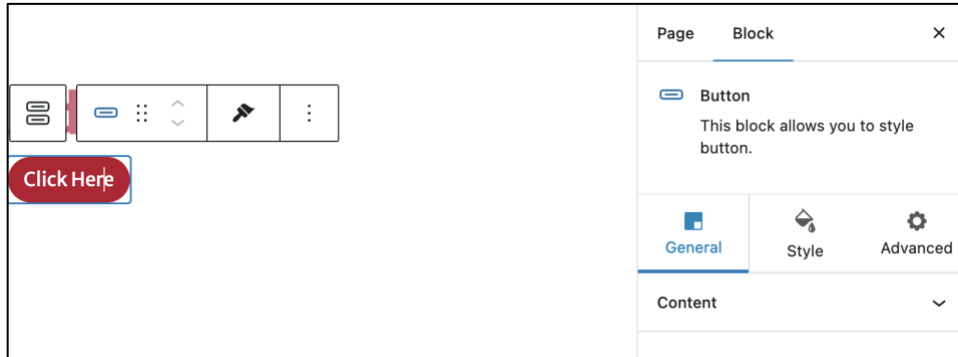 Page Block
Button
This block allows you to style
button.
Click Here
General Style Advanced
Content